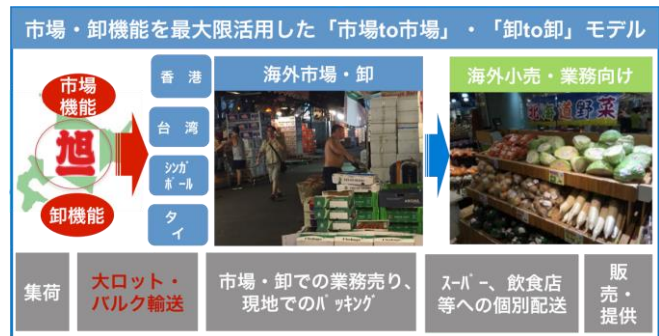 市場・卸機能を最大限活用した「市場to市場」・「卸to卸」モデル
市場
機能
旭一
卸機能
香 港
台 湾
ｼﾝｶﾞ
ﾎﾟｰﾙ
タ
イ
海外市場・卸
海外小売・業務向け
北海道野菜
集荷
大ロット・
バルク輸送
市場・卸での業務売り、
現地でのﾊﾟｯｷﾝｸﾞ
ｽｰﾊﾟｰ、飲食店
等への個別配送
販
売・
提供